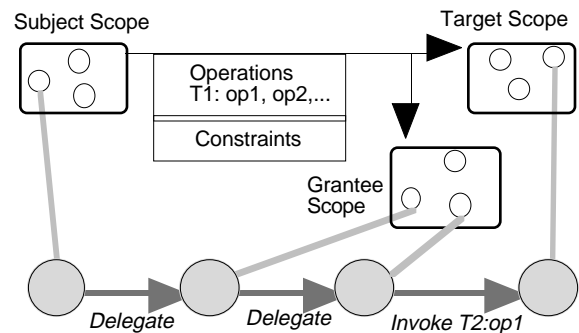 Subject Scope
Target Scope
Operations
T1: op1, op2,...
Constraints
Grantee
Scope
Delegate
Delegate
Invoke T2:op1